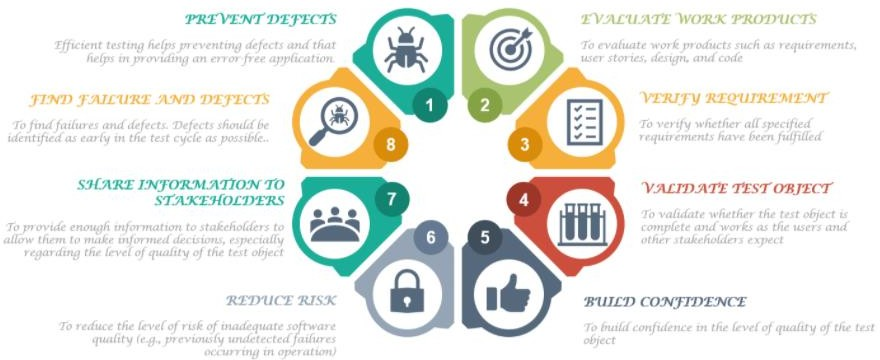 PREVENT DEFECTS
Efficient testing helps preventing defects and that
helps in providing an error free application.
1
EVALUATE WORK PRODUCTS
To evaluate work products such as requirements,
user stories, design, and code
2
VERIFY REQUIREMENT
To verify whether all specified
requirements have been fulfilled
3
VALIDATE TEST OBJECT
To validate whether the test object is
complete and works as the users and
other stakeholders expect
4
BUILD CONFIDENCE
To build confidence in the level of quality of the test
object
5
REDUCE RISK
To reduce the level of risk of inadequate software
quality (e.g., previously undetected failures
occurring in operation)
6
SHARE INFORMATION TO
STAKEHOLDERS
To provide enough information to stakeholders to
allow them to make informed decisions, especially
regarding the level of quality of the test object
7
FIND FAILURE AND DEFECTS
To find failures and defects. Defects should be
identified as early in the test cycle as possible..
8